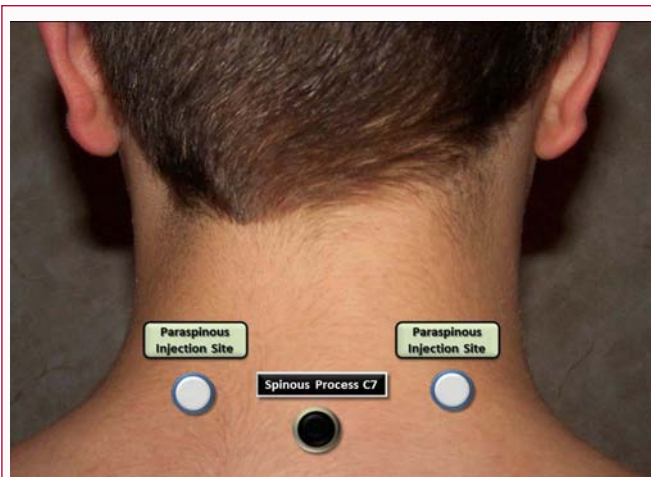 Paraspinous
Injection Site
Paraspinous
Injection Site
Spinous Process C7